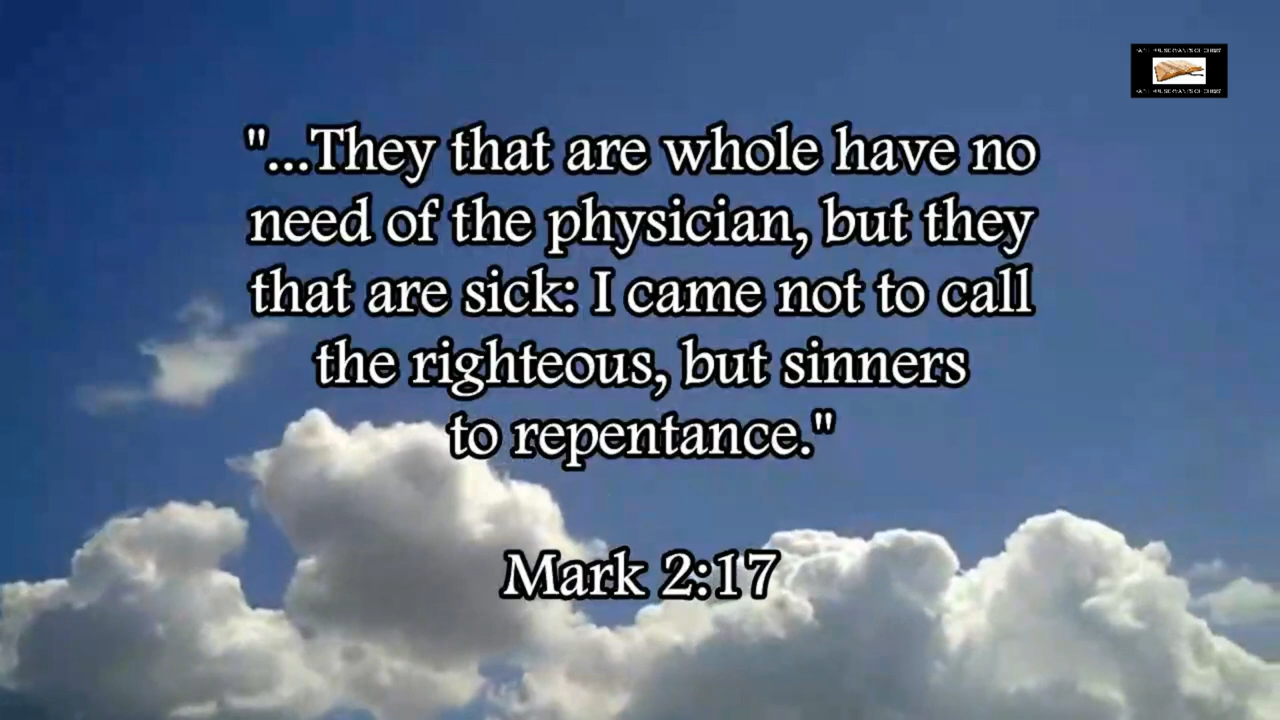 "...They that are whole have no
need of the physician, but they
that are sick: I came not to call
the righteous, but sinners
to repentance."
Mark 2:17